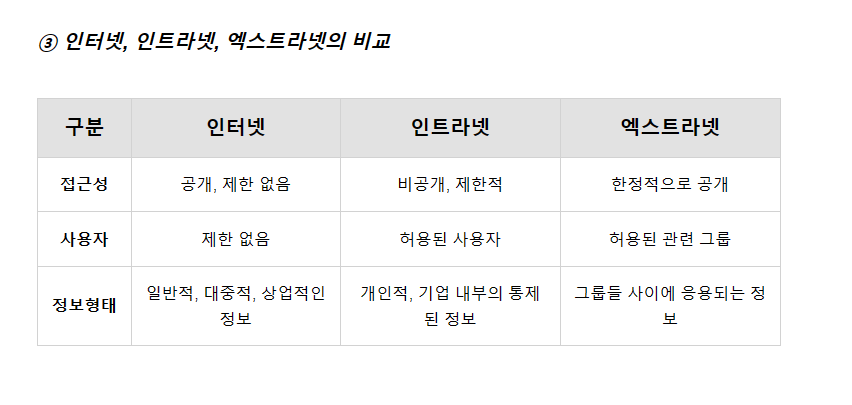 ③ 인터넷, 인트라넷, 엑스트라넷의 비교
구분 인터넷 인트라넷 엑스트라넷
접근성 공개, 제한 없음 비공개, 제한적 한정적으로 공개
사용자 제한 없음 허용된 사용자 허용된 관련 그룹
정보형태 일반적, 대중적, 상업적인 정보 개인적, 기업 내부의 통제된 정보 그룹들 사이에 응용되는 정보